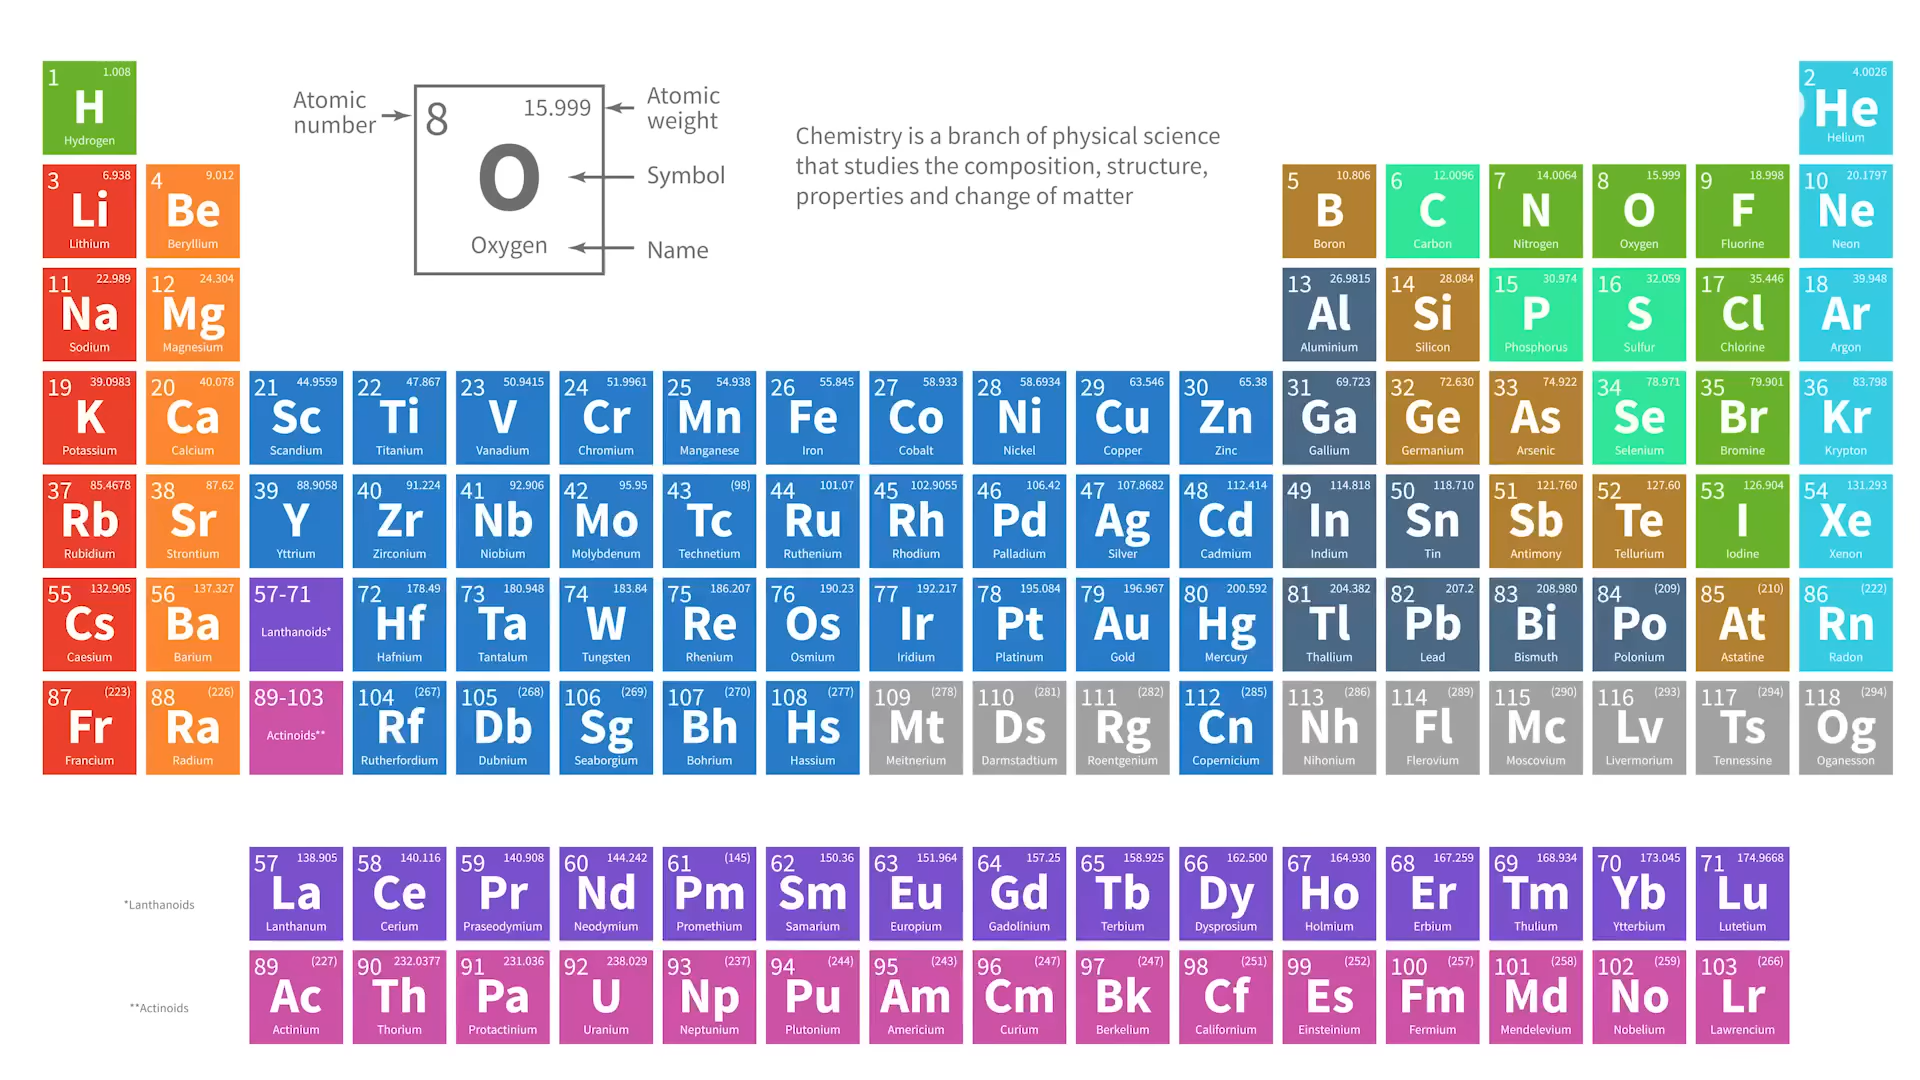 1 1.008
H
Hydrogen
2 4.0026
He
Helium
Atomic
number
8 15.999
O
Oxygen
Atomic
weight
Symbol
Name
Chemistry is a branch of physical science
that studies the composition, structure,
properties and change of matter
3 6.938
Li
Lithium
4 9.012
Be
Beryllium
5 10.806
B
Boron
6 12.0096
C
Carbon
7 14.0064
N
Nitrogen
8 15.999
O
Oxygen
9 18.998
F
Fluorine
10 20.1797
Ne
Neon
11 22.989
Na
Sodium
12 24.304
Mg
Magnesium
13 26.9815
Al
Aluminium
14 28.084
Si
Silicon
15 30.974
P
Phosphorus
16 32.059
S
Sulfur
17 35.446
Cl
Chlorine
18 39.948
Ar
Argon
19 39.0983
K
Potassium
20 40.078
Ca
Calcium
21 44.9559
Sc
Scandium
22 47.867
Ti
Titanium
23 50.9415
V
Vanadium
24 51.9961
Cr
Chromium
25 54.938
Mn
Manganese
26 55.845
Fe
Iron
27 58.933
Co
Cobalt
28 58.6934
Ni
Nickel
29 63.546
Cu
Copper
30 65.38
Zn
Zinc
31 69.723
Ga
Gallium
32 72.630
Ge
Germanium
33 74.922
As
Arsenic
34 78.971
Se
Selenium
35 79.901
Br
Bromine
36 83.798
Kr
Krypton
37 85.4678
Rb
Rubidium
38 87.62
Sr
Strontium
39 88.9058
Y
Yttrium
40 91.224
Zr
Zirconium
41 92.906
Nb
Niobium
42 95.95
Mo
Molybdenum
43 (98)
Tc
Technetium
44 101.07
Ru
Ruthenium
45 102.9055
Rh
Rhodium
46 106.42
Pd
Palladium
47 107.8682
Ag
Silver
48 112.414
Cd
Cadmium
49 114.818
In
Indium
50 118.710
Sn
Tin
51 121.760
Sb
Antimony
52 127.60
Te
Tellurium
53 126.904
I
Iodine
54 131.293
Xe
Xenon
55 132.905
Cs
Caesium
56 137.327
Ba
Barium
57-71
Lanthanoids*
72 178.49
Hf
Hafnium
73 180.948
Ta
Tantalum
74 183.84
W
Tungsten
75 186.207
Re
Rhenium
76 190.23
Os
Osmium
77 192.217
Ir
Iridium
78 195.084
Pt
Platinum
79 196.967
Au
Gold
80 200.592
Hg
Mercury
81 204.382
Tl
Thallium
82 207.2
Pb
Lead
83 208.980
Bi
Bismuth
84 (209)
Po
Polonium
85 (210)
At
Astatine
86 (222)
Rn
Radon
87 (223)
Fr
Francium
88 (226)
Ra
Radium
89-103
Actinoids**
104 (267)
Rf
Rutherfordium
105 (268)
Db
Dubnium
106 (269)
Sg
Seaborgium
107 (270)
Bh
Bohrium
108 (277)
Hs
Hassium
109 (278)
Mt
Meitnerium
110 (281)
Ds
Darmstadtium
111 (282)
Rg
Roentgenium
112 (285)
Cn
Copernicium
113 (286)
Nh
Nihonium
114 (289)
Fl
Flerovium
115 (290)
Mc
Moscovium
116 (293)
Lv
Livermorium
117 (294)
Ts
Tennessine
118 (294)
Og
Oganesson
*Lanthanoids
57 138.905
La
Lanthanum
58 140.116
Ce
Cerium
59 140.908
Pr
Praseodymium
60 144.242
Nd
Neodymium
61 (145)
Pm
Promethium
62 150.36
Sm
Samarium
63 151.964
Eu
Europium
64 157.25
Gd
Gadolinium
65 158.925
Tb
Terbium
66 162.500
Dy
Dysprosium
67 164.930
Ho
Holmium
68 167.259
Er
Erbium
69 168.934
Tm
Thulium
70 173.045
Yb
Ytterbium
71 174.9668
Lu
Lutetium
**Actinoids
89 (227)
Ac
Actinium
90 232.0377
Th
Thorium
91 231.036
Pa
Protactinium
92 238.029
U
Uranium
93 (237)
Np
Neptunium
94 (244)
Pu
Plutonium
95 (243)
Am
Americium
96 (247)
Cm
Curium
97 (247)
Bk
Berkelium
98 (251)
Cf
Californium
99 (252)
Es
Einsteinium
100 (257)
Fm
Fermium
101 (258)
Md
Mendelevium
102 (259)
No
Nobelium
103 (266)
Lr
Lawrencium